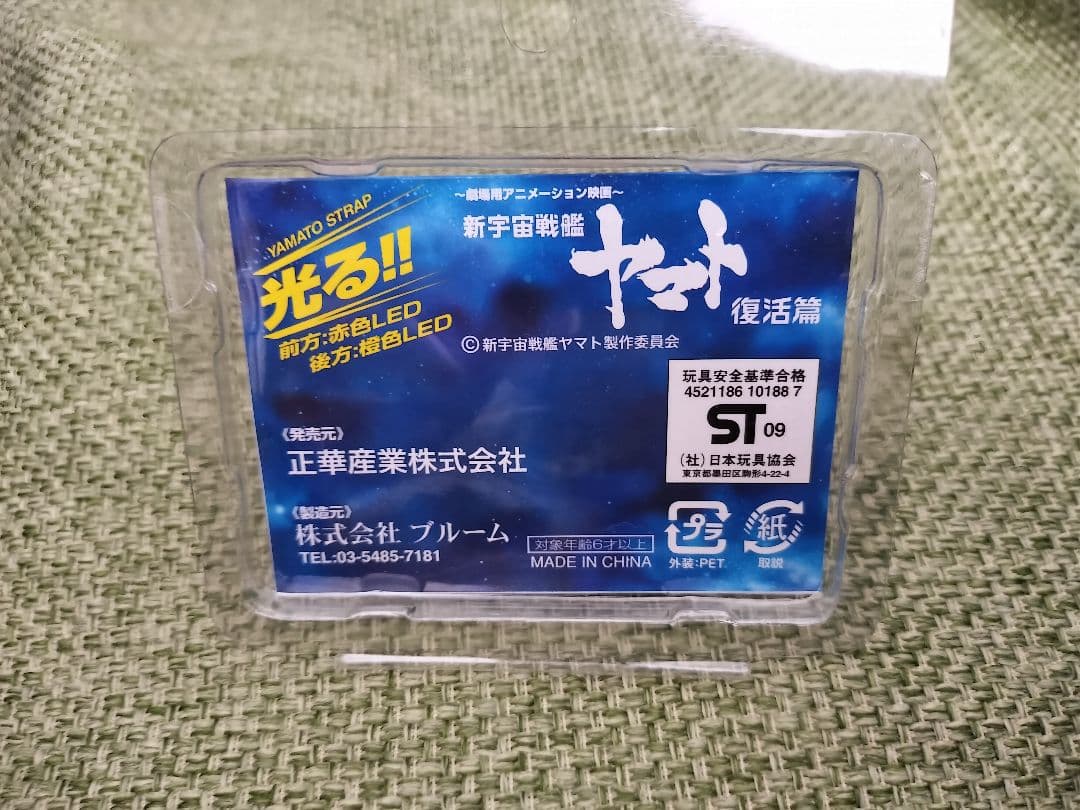 YAMATO STRAP
光る!!
前方:赤色LED
後方:橙色LED
～劇場用アニメーション映画～
新宇宙戦艦
ヤマト
復活篇
©新宇宙戦艦ヤマト製作委員会
玩具安全基準合格
4521186 10188 7
ST 09
(社)日本玩具協会
東京都墨田区駒形4-22-4
《発売元》
正華産業株式会社
《製造元》
株式会社 ブルーム
TEL:03-5485-7181
対象年齢6才以上
MADE IN CHINA
プラ
外装:PET
紙
取説